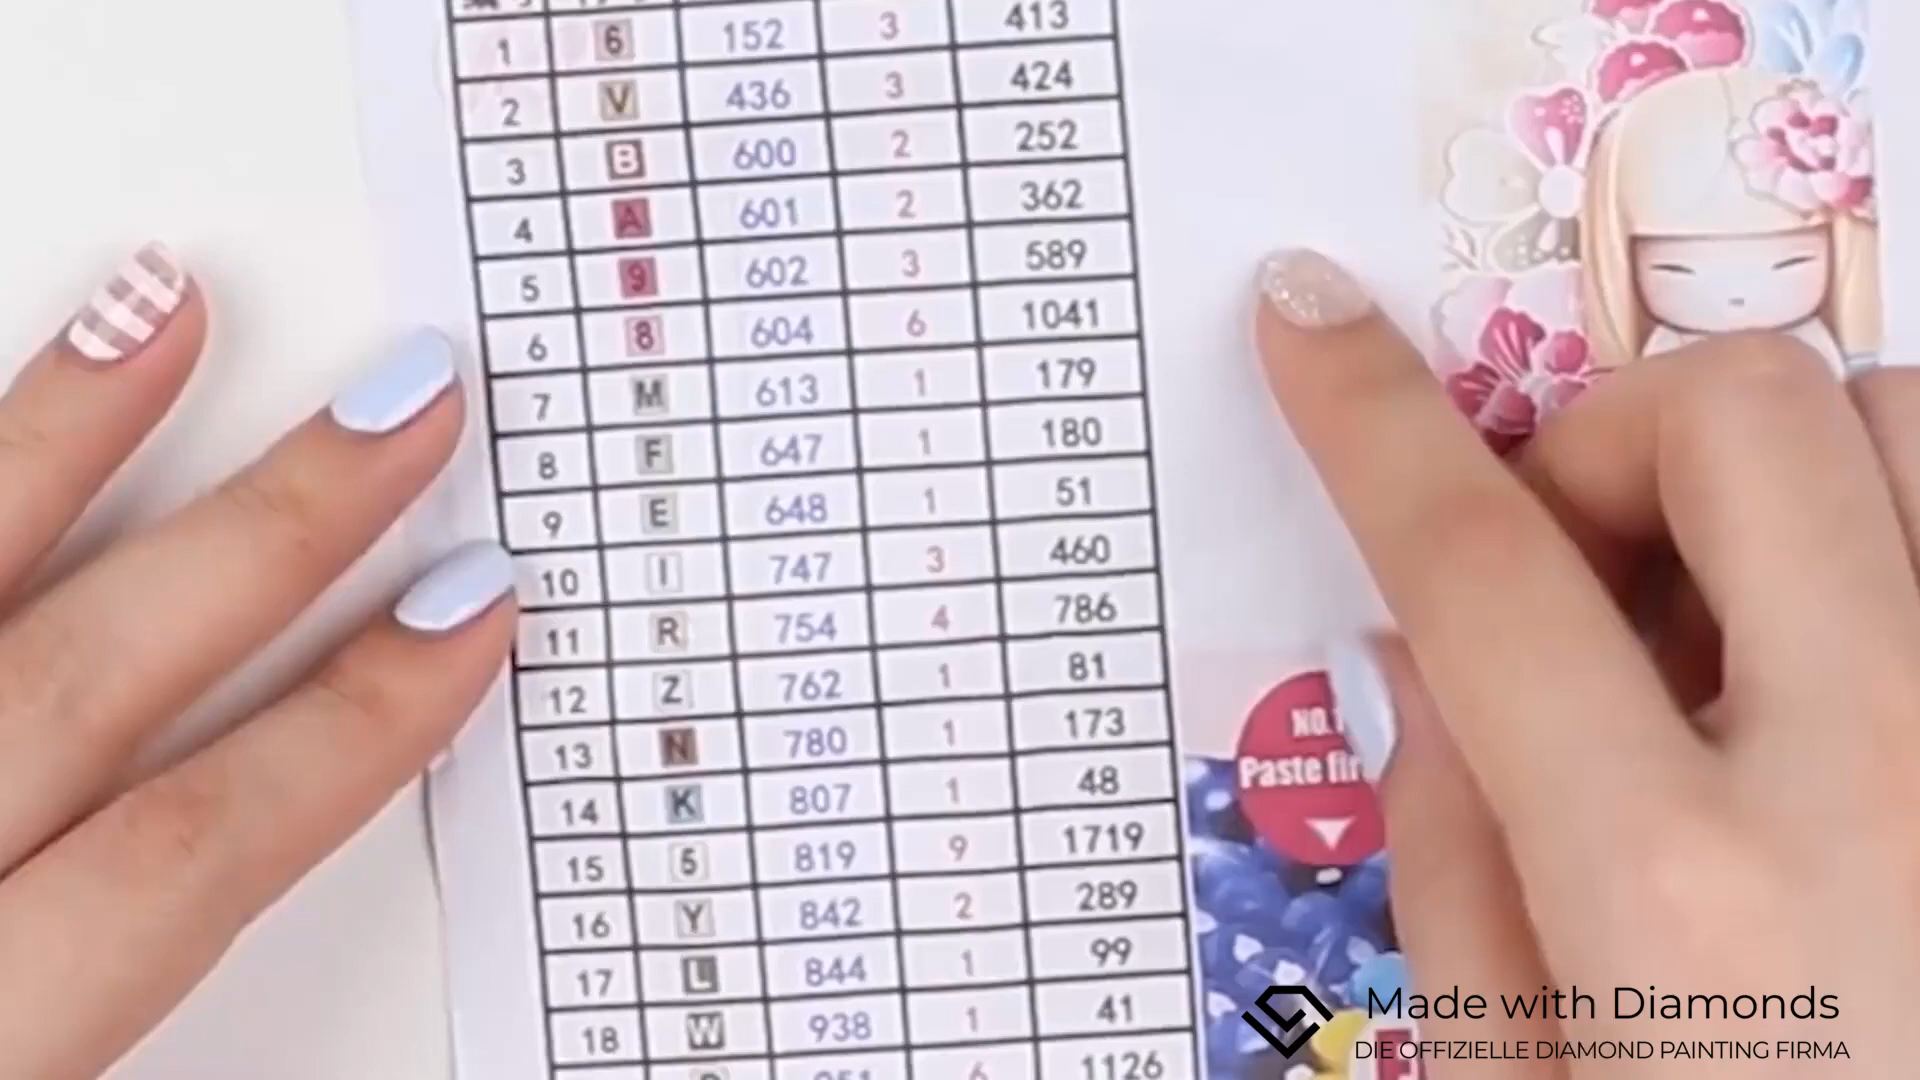 1 6 152 3 413
2 V 436 3 424
3 B 600 2 252
4 A 601 2 362
5 9 602 3 589
6 8 604 6 1041
7 M 613 1 179
8 F 647 1 180
9 E 648 1 51
10 I 747 3 460
11 R 754 4 786
12 Z 762 1 81
13 N 780 1 173
14 K 807 1 48
15 5 819 9 1719
16 Y 842 2 289
17 L 844 1 99
18 W 938 1 41
951 6 1126
NO.1
Paste
Made with Diamonds
DIE OFFIZIELLE DIAMOND PAINTING FIRMA